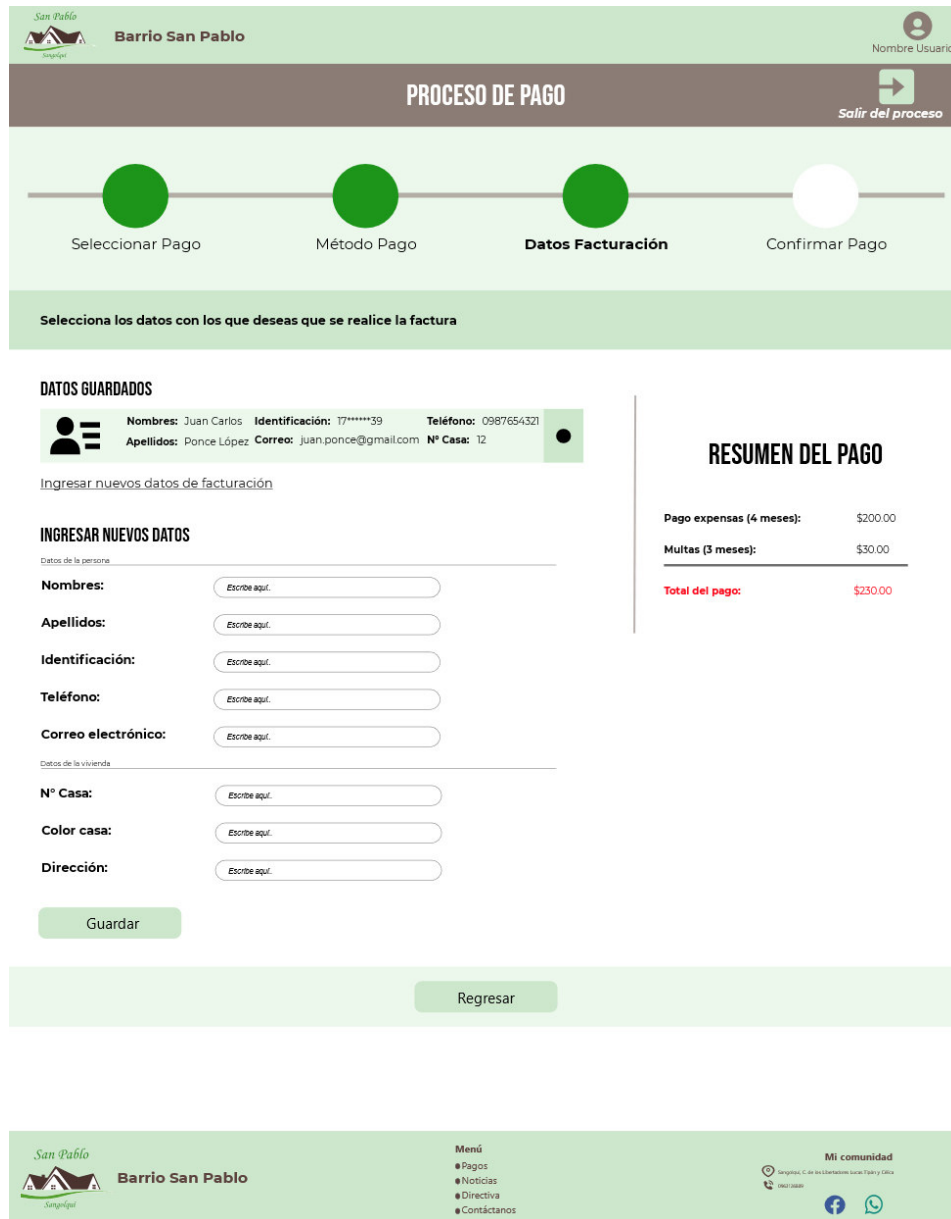 San Pablo
Sangolquí
Barrio San Pablo
Nombre Usuario
PROCESO DE PAGO
Salir del proceso
Seleccionar Pago
Método Pago
Datos Facturación
Confirmar Pago
Selecciona los datos con los que deseas que se realice la factura
DATOS GUARDADOS
Nombres: Juan Carlos Identificación: 17******39 Teléfono: 0987654321
Apellidos: Ponce López Correo: juan.ponce@gmail.com N° Casa: 12
Ingresar nuevos datos de facturación
INGRESAR NUEVOS DATOS
Datos de la persona
Nombres: Escribe aquí..
Apellidos: Escribe aquí..
Identificación: Escribe aquí..
Teléfono: Escribe aquí..
Correo electrónico: Escribe aquí..
Datos de la vivienda
N° Casa: Escribe aquí..
Color casa: Escribe aquí..
Dirección: Escribe aquí..
Guardar
RESUMEN DEL PAGO
Pago expensas (4 meses): $200.00
Multas (3 meses): $30.00
Total del pago: $230.00
Regresar
San Pablo
Sangolquí
Barrio San Pablo
Menú
Pagos
Noticias
Directiva
Contáctanos
Mi comunidad
Sangolquí, C. de los Libertadores Lucas Tipán y